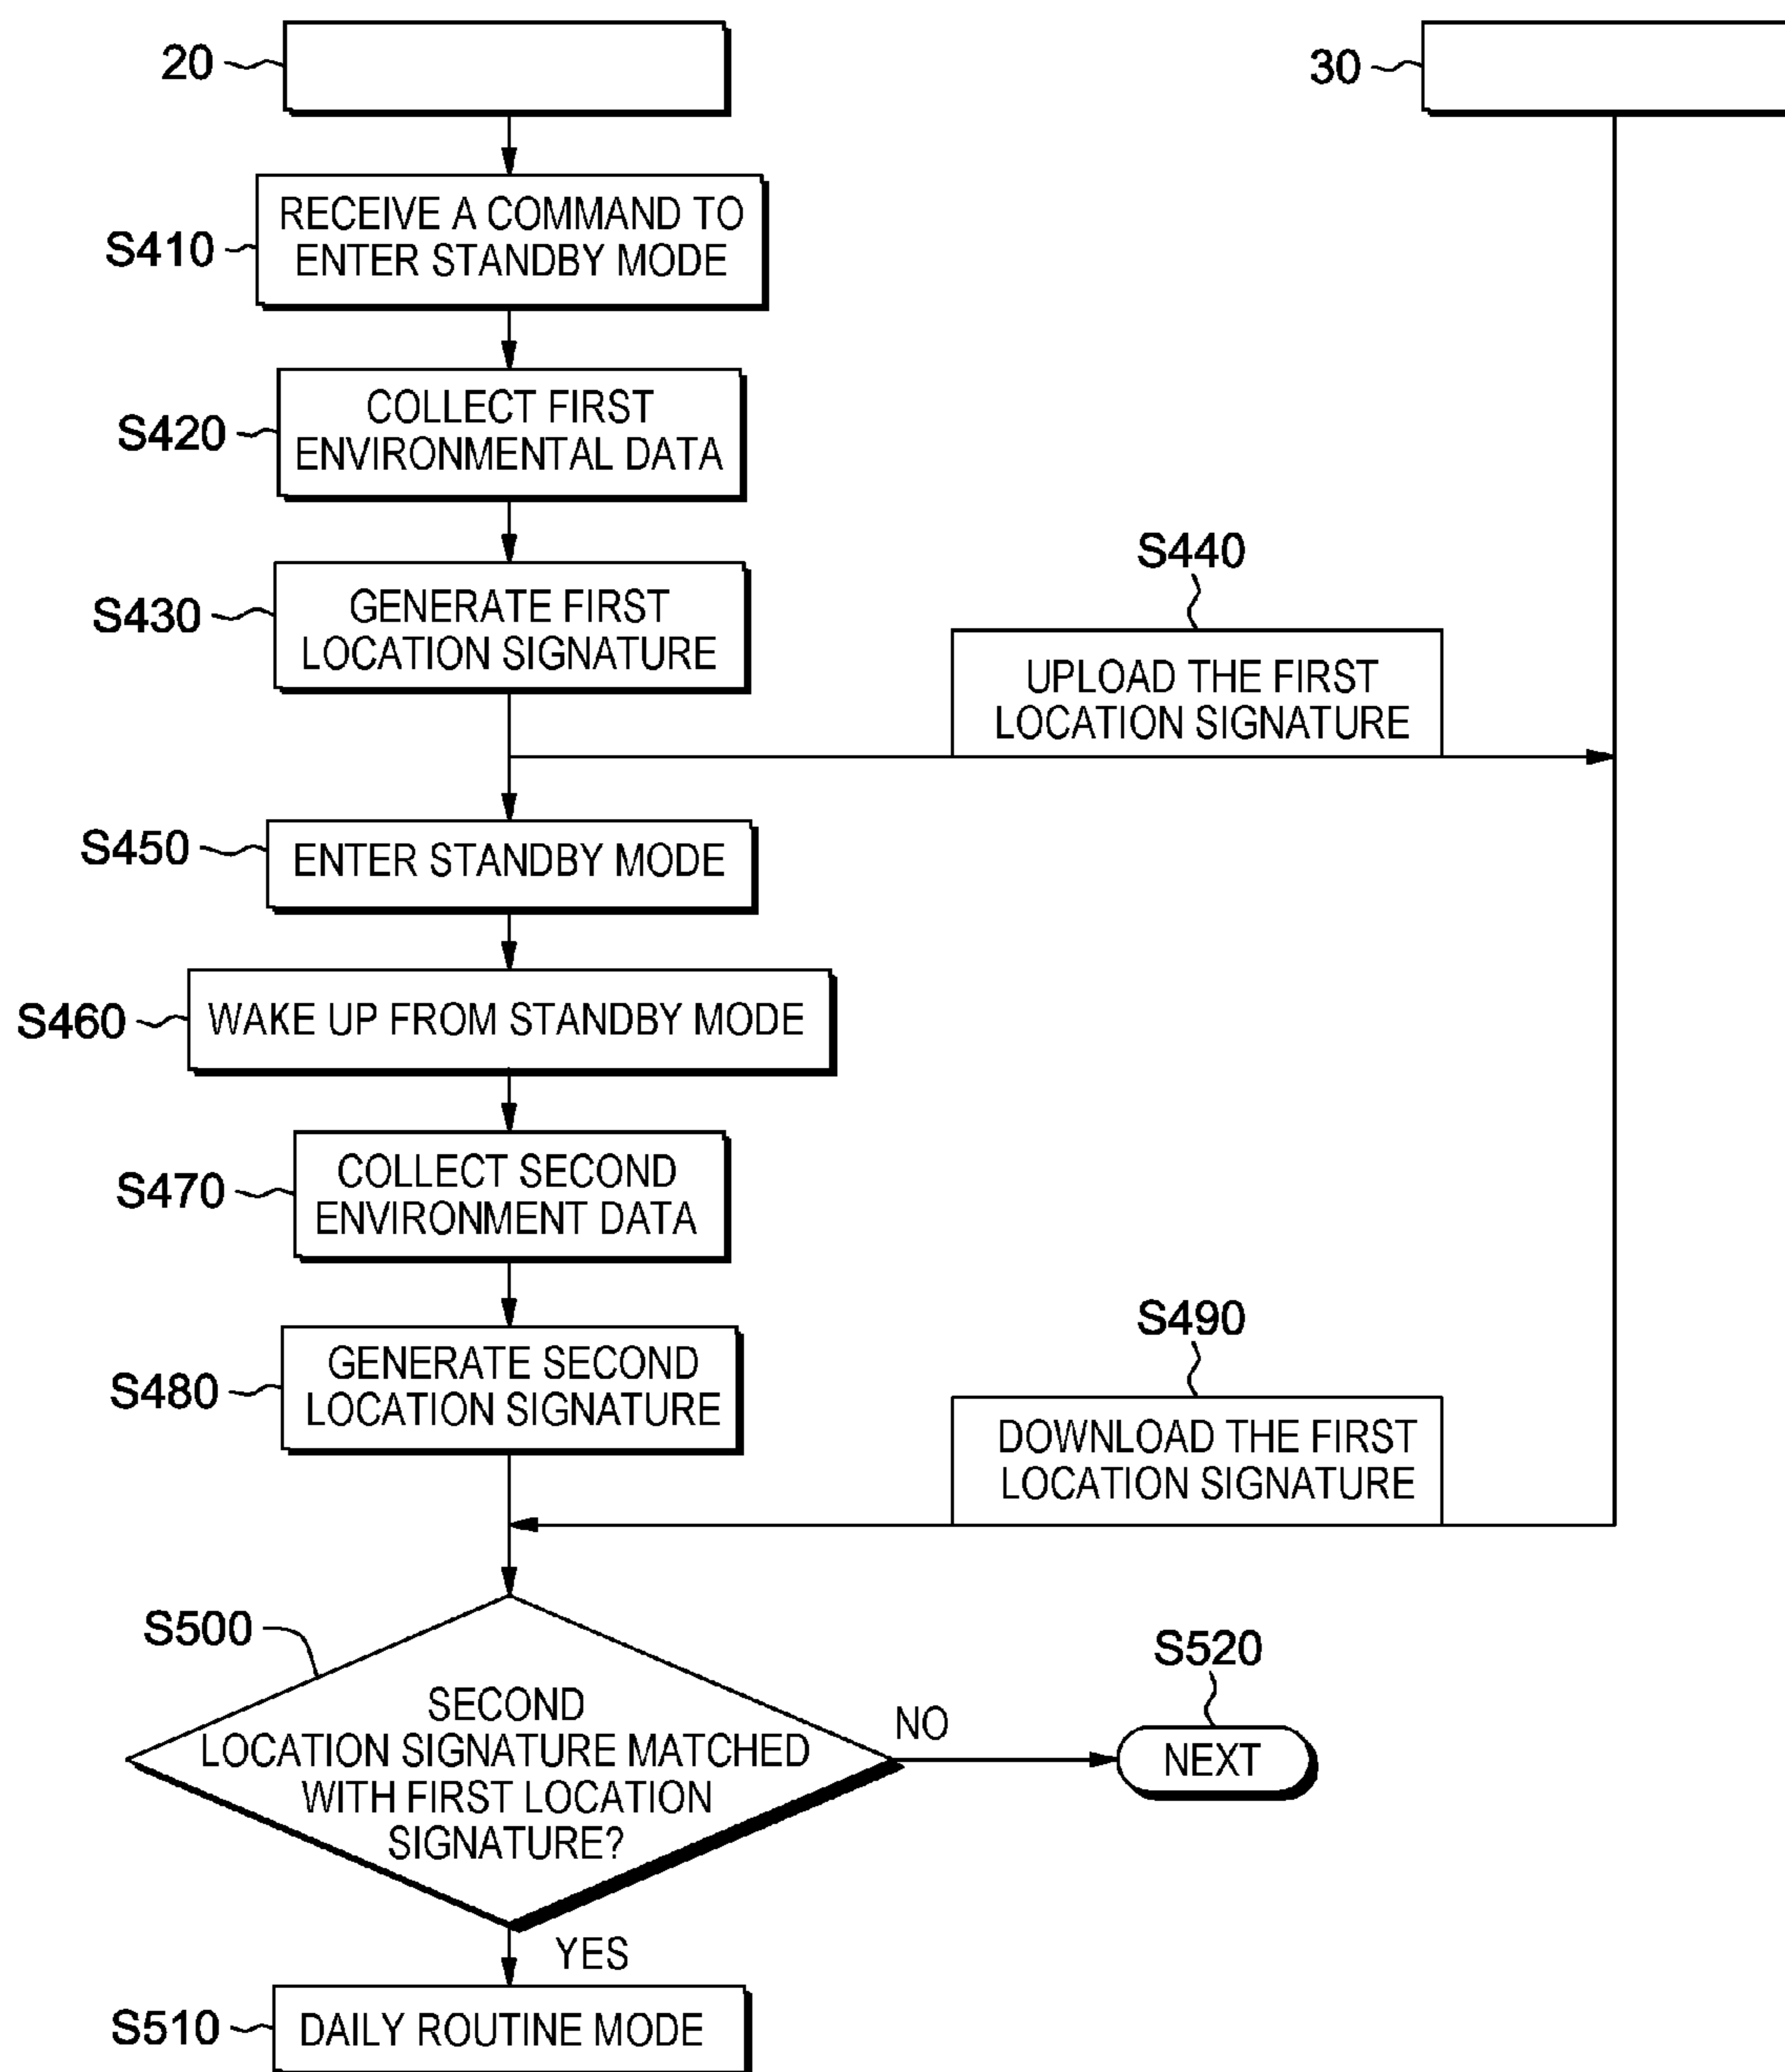 20
30
S410
RECEIVE A COMMAND TO
ENTER STANDBY MODE
S420
COLLECT FIRST
ENVIRONMENTAL DATA
S430
GENERATE FIRST
LOCATION SIGNATURE
S440
UPLOAD THE FIRST
LOCATION SIGNATURE
S450
ENTER STANDBY MODE
S460
WAKE UP FROM STANDBY MODE
S470
COLLECT SECOND
ENVIRONMENT DATA
S480
GENERATE SECOND
LOCATION SIGNATURE
S490
DOWNLOAD THE FIRST
LOCATION SIGNATURE
S500
SECOND
LOCATION SIGNATURE MATCHED
WITH FIRST LOCATION
SIGNATURE?
NO
S520
NEXT
YES
S510
DAILY ROUTINE MODE